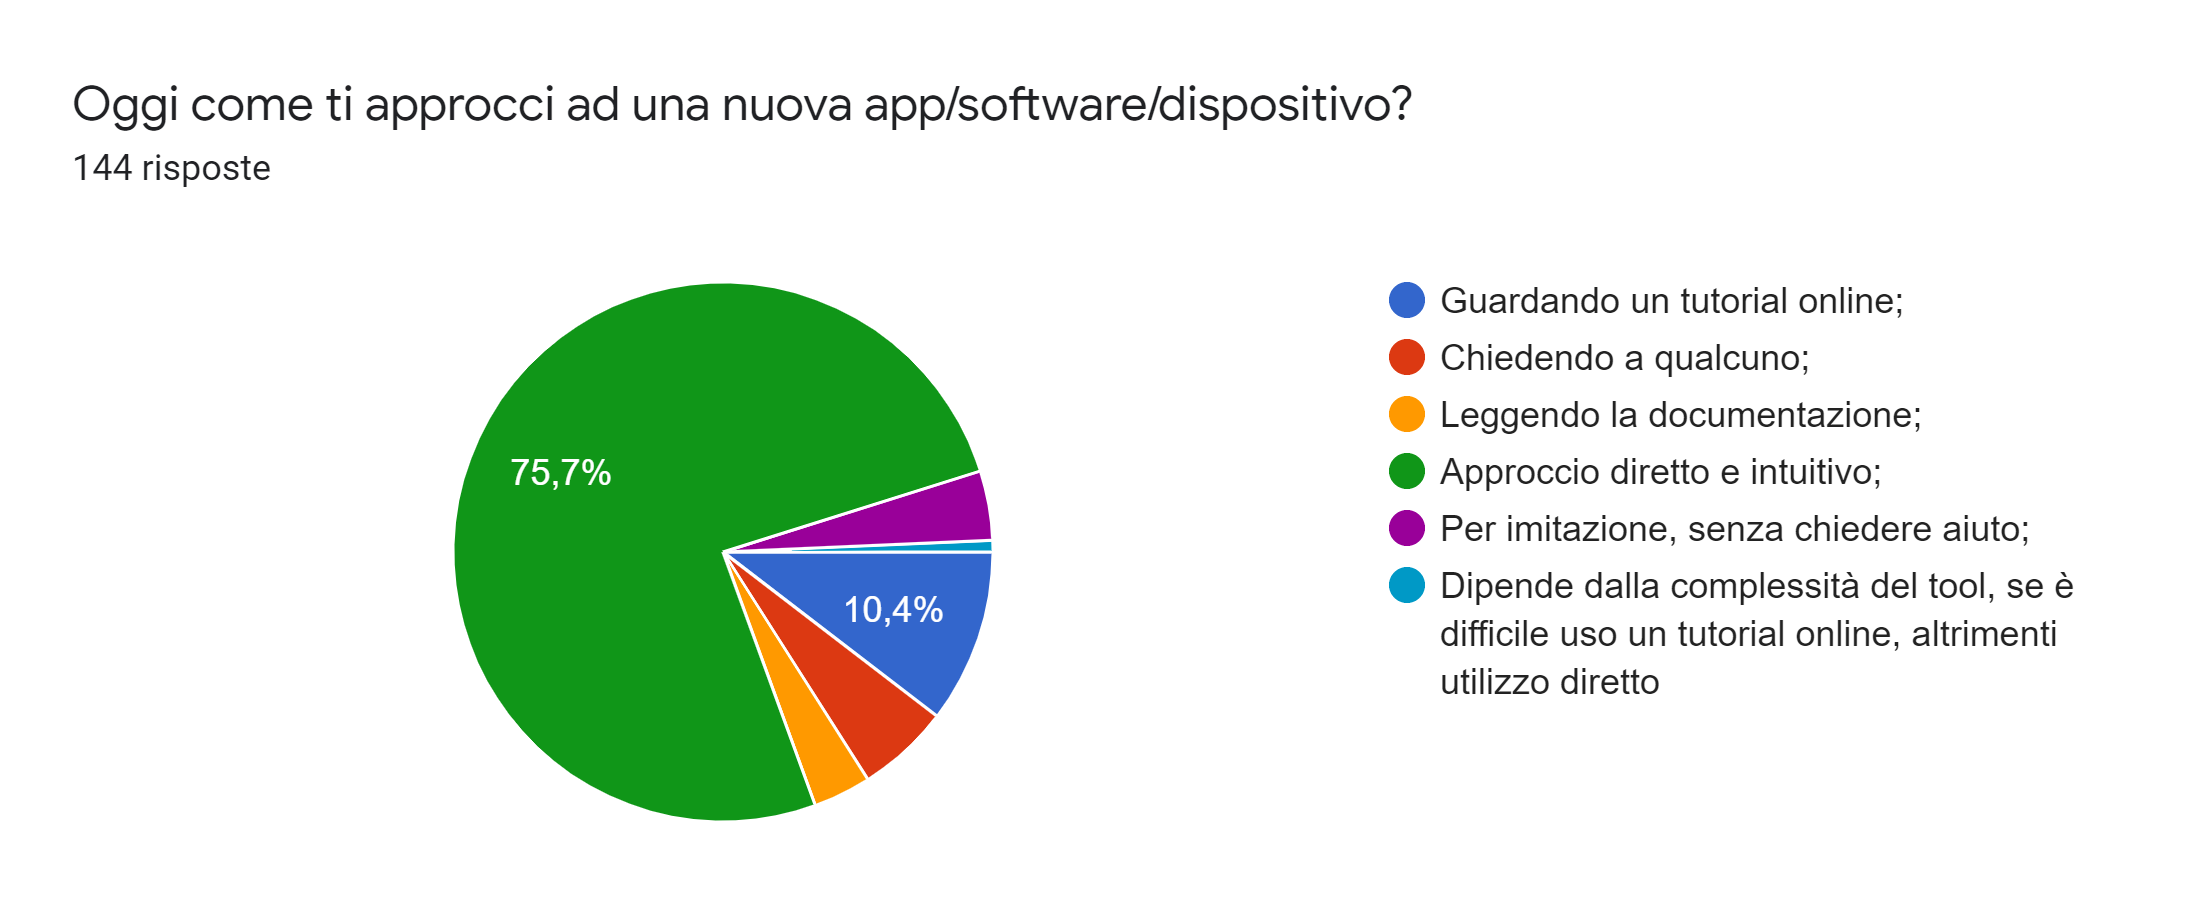 Oggi come ti approcci ad una nuova app/software/dispositivo?
144 risposte
75,7%
10,4%
Guardando un tutorial online;
Chiedendo a qualcuno;
Leggendo la documentazione;
Approccio diretto e intuitivo;
Per imitazione, senza chiedere aiuto;
Dipende dalla complessità del tool, se è
difficile uso un tutorial online, altrimenti
utilizzo diretto